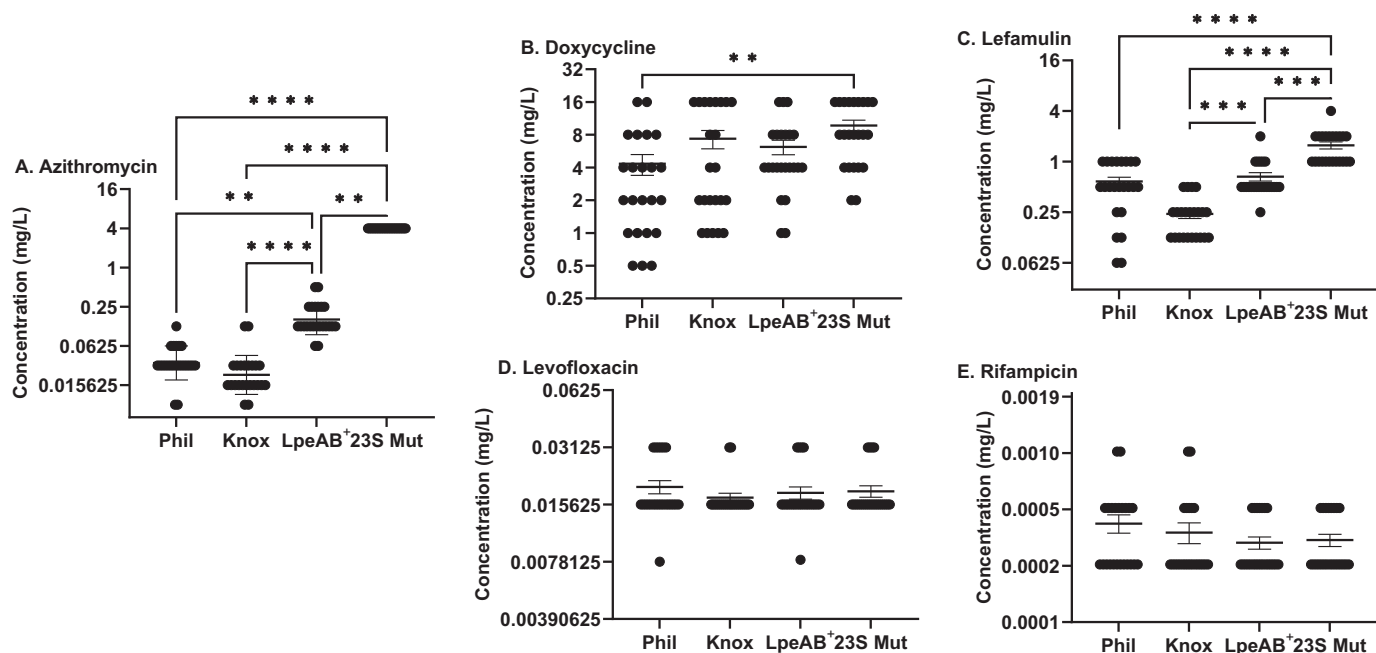 A. Azithromycin
Concentration (mg/L)
16
4
1
0.25
0.0625
0.015625
* * * *
* * * *
* *
* *
* * * *
Phil Knox LpeAB+ 23S Mut
B. Doxycycline
Concentration (mg/L)
32
16
8
4
2
1
0.5
0.25
* *
Phil Knox LpeAB+ 23S Mut
C. Lefamulin
Concentration (mg/L)
16
4
1
0.25
0.0625
* * * *
* * * *
* * *
* * *
Phil Knox LpeAB+ 23S Mut
D. Levofloxacin
Concentration (mg/L)
0.0625
0.03125
0.015625
0.0078125
0.00390625
Phil Knox LpeAB+ 23S Mut
E. Rifampicin
Concentration (mg/L)
0.0019
0.0010
0.0005
0.0002
0.0001
Phil Knox LpeAB+ 23S Mut